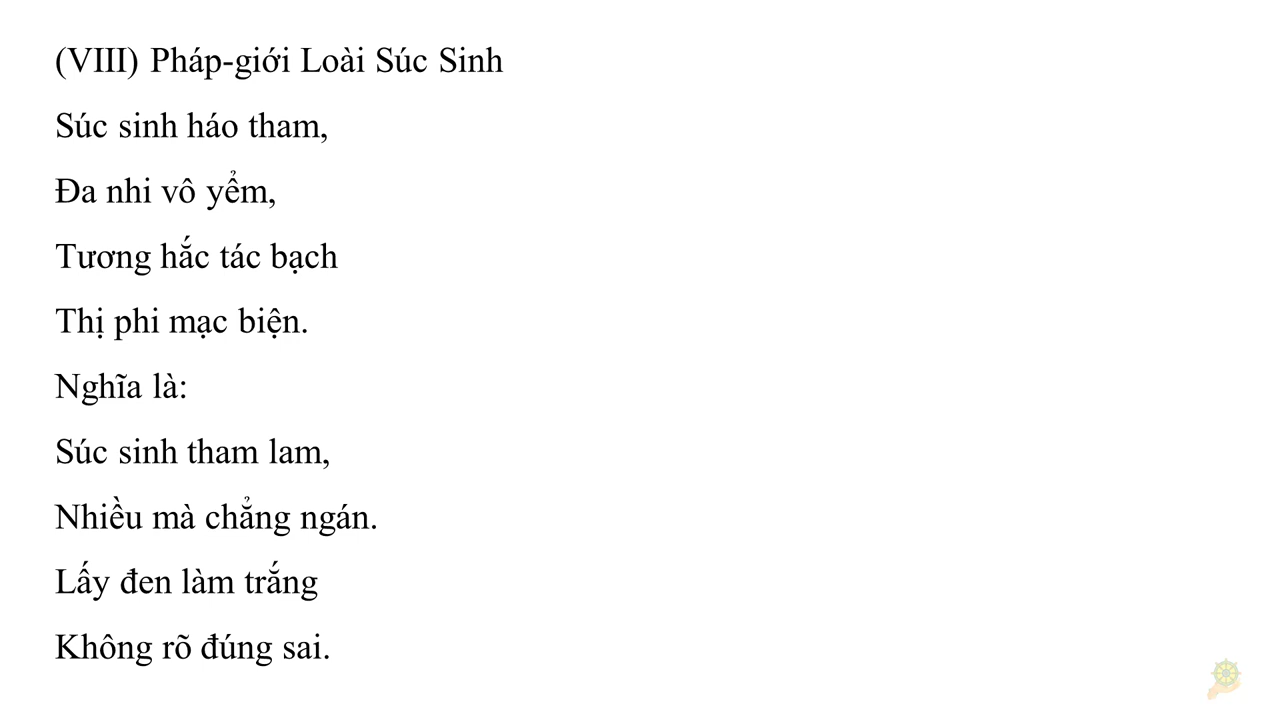 (VIII) Pháp-giới Loài Súc Sinh
Súc sinh háo tham,
Đa nhi vô yểm,
Tương hắc tác bạch
Thị phi mạc biện.
Nghĩa là:
Súc sinh tham lam,
Nhiều mà chẳng ngán.
Lấy đen làm trắng
Không rõ đúng sai.